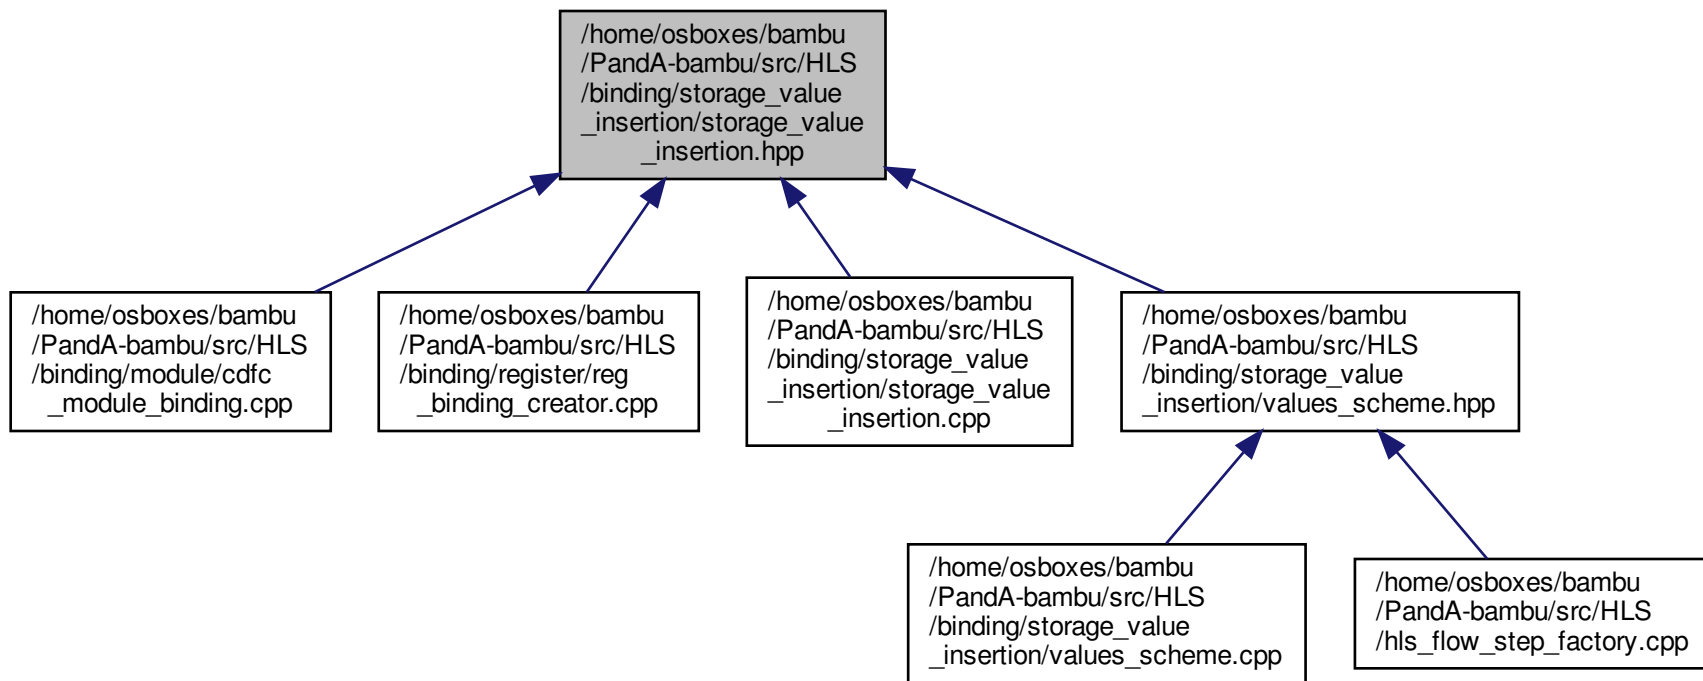 /home/osboxes/bambu
/PandA-bambu/src/HLS
/binding/storage_value
_insertion/storage_value
_insertion.hpp
/home/osboxes/bambu
/PandA-bambu/src/HLS
/binding/module/cdfc
_module_binding.cpp
/home/osboxes/bambu
/PandA-bambu/src/HLS
/binding/register/reg
_binding_creator.cpp
/home/osboxes/bambu
/PandA-bambu/src/HLS
/binding/storage_value
_insertion/storage_value
_insertion.cpp
/home/osboxes/bambu
/PandA-bambu/src/HLS
/binding/storage_value
_insertion/values_scheme.hpp
/home/osboxes/bambu
/PandA-bambu/src/HLS
/binding/storage_value
_insertion/values_scheme.cpp
/home/osboxes/bambu
/PandA-bambu/src/HLS
/hls_flow_step_factory.cpp